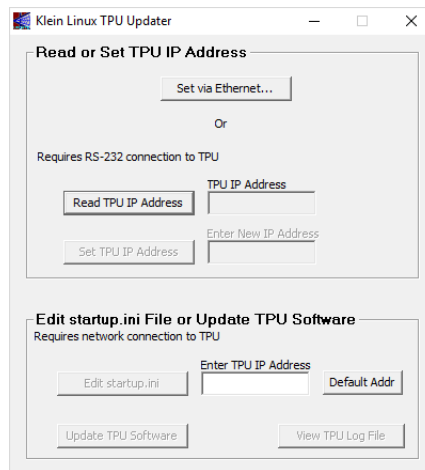 Klein Linux TPU Updater
Read or Set TPU IP Address
Set via Ethernet...
Or
Requires RS-232 connection to TPU
TPU IP Address
Read TPU IP Address
Enter New IP Address
Set TPU IP Address
Edit startup.ini File or Update TPU Software
Requires network connection to TPU
Enter TPU IP Address
Edit startup.ini
Default Addr
Update TPU Software
View TPU Log File